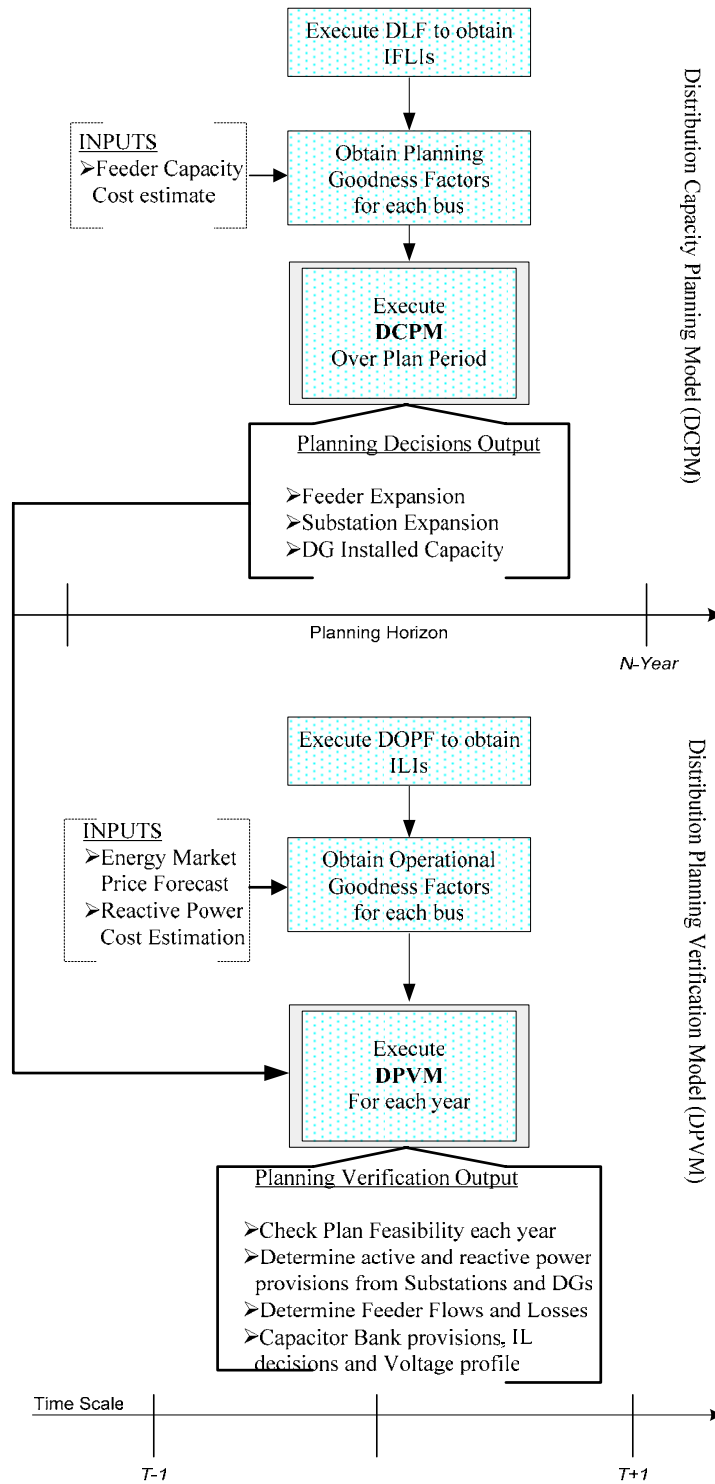 Execute DLF to obtain
IFLIs
INPUTS
➢Feeder Capacity
Cost estimate
Obtain Planning
Goodness Factors
for each bus
Execute
DCPM
Over Plan Period
Planning Decisions Output
➢Feeder Expansion
➢Substation Expansion
➢DG Installed Capacity
Distribution Capacity Planning Model (DCPM)
Planning Horizon
N-Year
Execute DOPF to obtain
ILIs
INPUTS
➢Energy Market
Price Forecast
➢Reactive Power
Cost Estimation
Obtain Operational
Goodness Factors
for each bus
Execute
DPVM
For each year
Planning Verification Output
➢Check Plan Feasibility each year
➢Determine active and reactive power
provisions from Substations and DGs
➢Determine Feeder Flows and Losses
➢Capacitor Bank provisions, IL
decisions and Voltage profile
Distribution Planning Verification Model (DPVM)
Time Scale
T-1
T+1